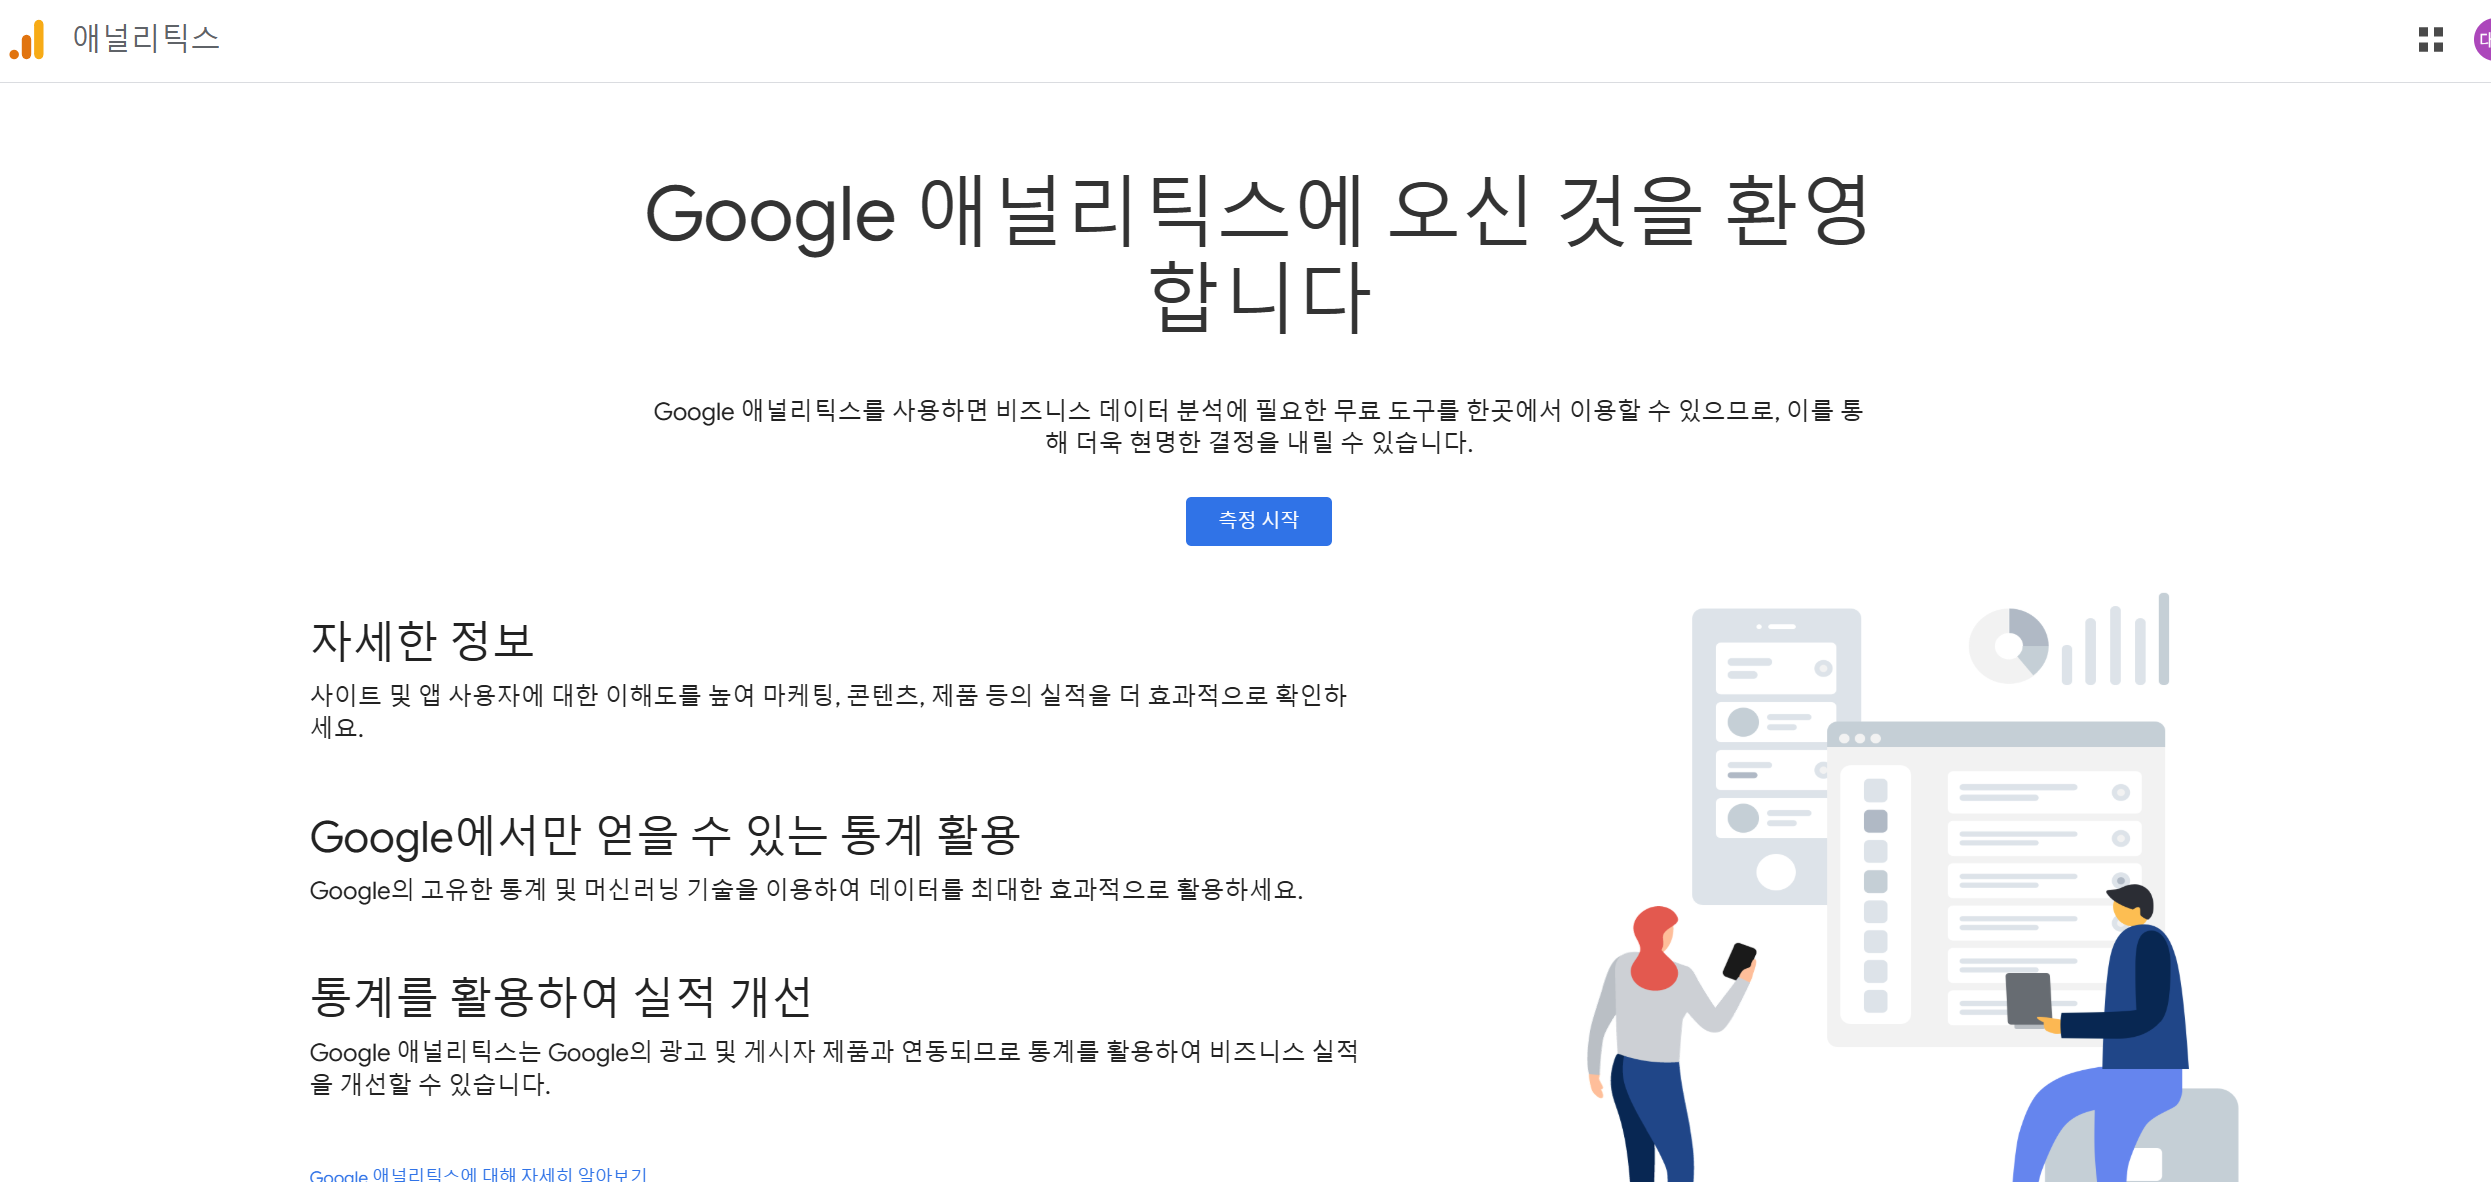 애널리틱스
Google 애널리틱스에 오신 것을 환영
합니다
Google 애널리틱스를 사용하면 비즈니스 데이터 분석에 필요한 무료 도구를 한곳에서 이용할 수 있으므로, 이를 통
해 더욱 현명한 결정을 내릴 수 있습니다.
측정 시작
자세한 정보
사이트 및 앱 사용자에 대한 이해도를 높여 마케팅, 콘텐츠, 제품 등의 실적을 더 효과적으로 확인하
세요.
Google에서만 얻을 수 있는 통계 활용
Google의 고유한 통계 및 머신러닝 기술을 이용하여 데이터를 최대한 효과적으로 활용하세요.
통계를 활용하여 실적 개선
Google 애널리틱스는 Google의 광고 및 게시자 제품과 연동되므로 통계를 활용하여 비즈니스 실적
을 개선할 수 있습니다.
Google 애널리틱스에 대해 자세히 알아보기